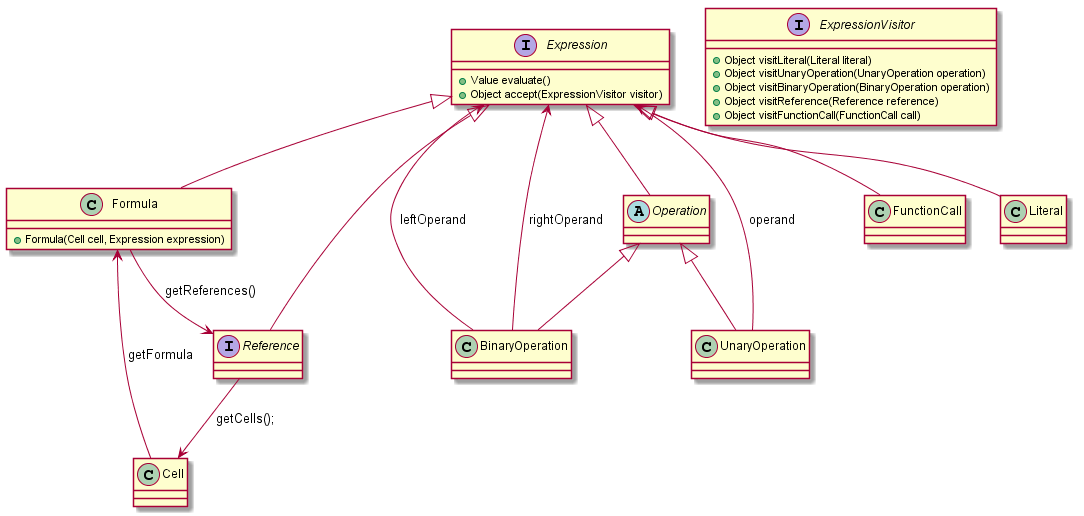 I Expression
Value evaluate()
Object accept(ExpressionVisitor visitor)
I ExpressionVisitor
Object visitLiteral(Literal literal)
Object visitUnaryOperation(UnaryOperation operation)
Object visitBinaryOperation(BinaryOperation operation)
Object visitReference(Reference reference)
Object visitFunctionCall(FunctionCall call)
C Formula
Formula(Cell cell, Expression expression)
leftOperand
rightOperand
A Operation
operand
C FunctionCall
C Literal
getReferences()
getFormula
I Reference
C BinaryOperation
C UnaryOperation
getCells();
C Cell